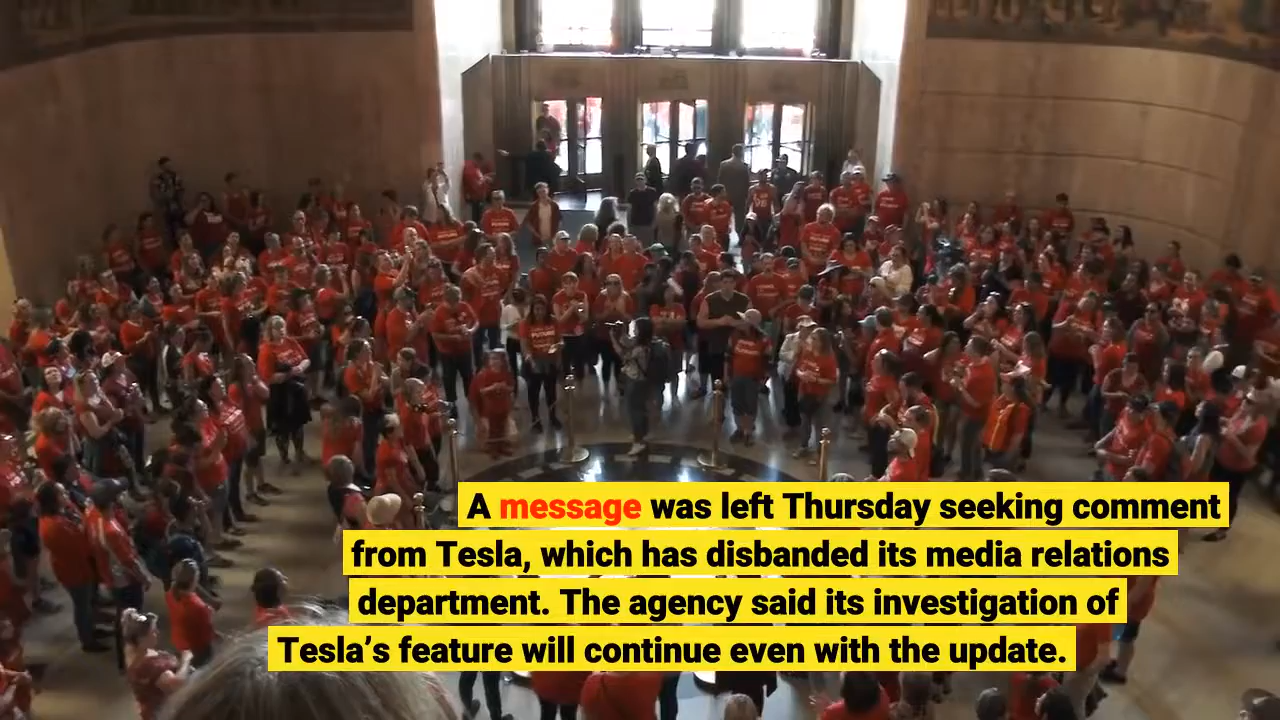 A message was left Thursday seeking comment
from Tesla, which has disbanded its media relations
department. The agency said its investigation of
Tesla’s feature will continue even with the update.